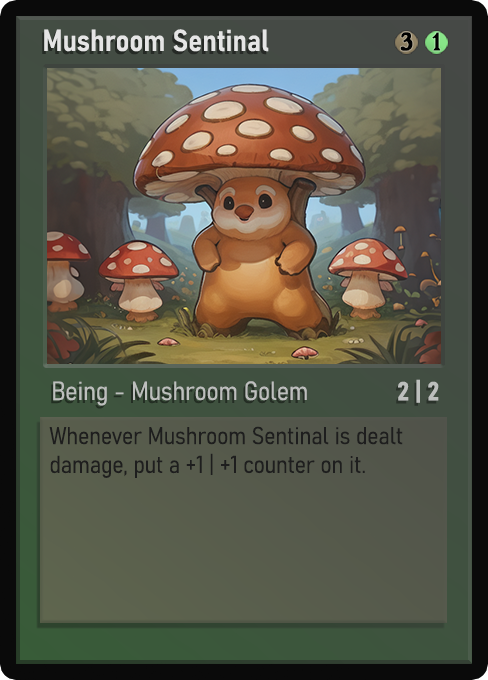 Mushroom Sentinal 3 1
Being - Mushroom Golem 2|2
Whenever Mushroom Sentinal is dealt
damage, put a +1 | +1 counter on it.